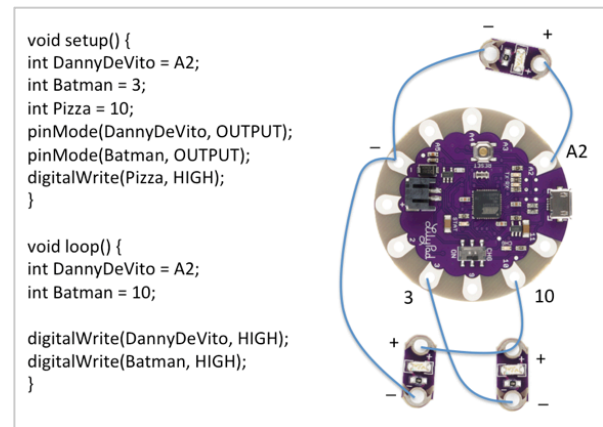 void setup() {
int DannyDeVito = A2;
int Batman = 3;
int Pizza = 10;
pinMode(DannyDeVito, OUTPUT);
pinMode(Batman, OUTPUT);
digitalWrite(Pizza, HIGH);
}
void loop() {
int DannyDeVito = A2;
int Batman = 10;
digitalWrite(DannyDeVito, HIGH);
digitalWrite(Batman, HIGH);
}
–
+
–
A2
3
10
+
+
–
–